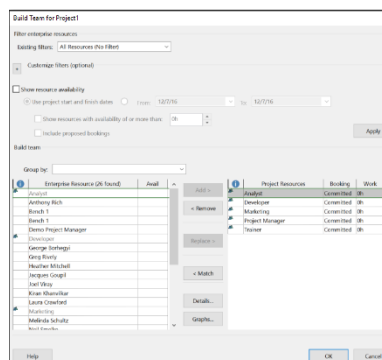 Build Team for Project1
Filter enterprise resources
Existing filters: All Resources (No Filter)
+ Customize filters (optional)
Show resource availability
Use project start and finish dates From: 12/7/16 To: 12/7/16
Show resources with availability of or more than: 0h
Include proposed bookings
Apply
Build team
Group by:
Enterprise Resource (26 found) Avail
Analyst
Anthony Rich
Bench 1
Bench 1
Demo Project Manager
Developer
George
Greg
Heather Mitchell
Jacques Goupil
Joel Vinay
Kiran
Laura Crawford
Marketing
Melinda Schultz
Add >
< Remove
Replace >
< Match
Details...
Graphs...
Project Resources Booking Work
Analyst Committed 0h
Developer Committed 0h
Marketing Committed 0h
Project Manager Committed 0h
Trainer Committed 0h
Help
OK
Cancel